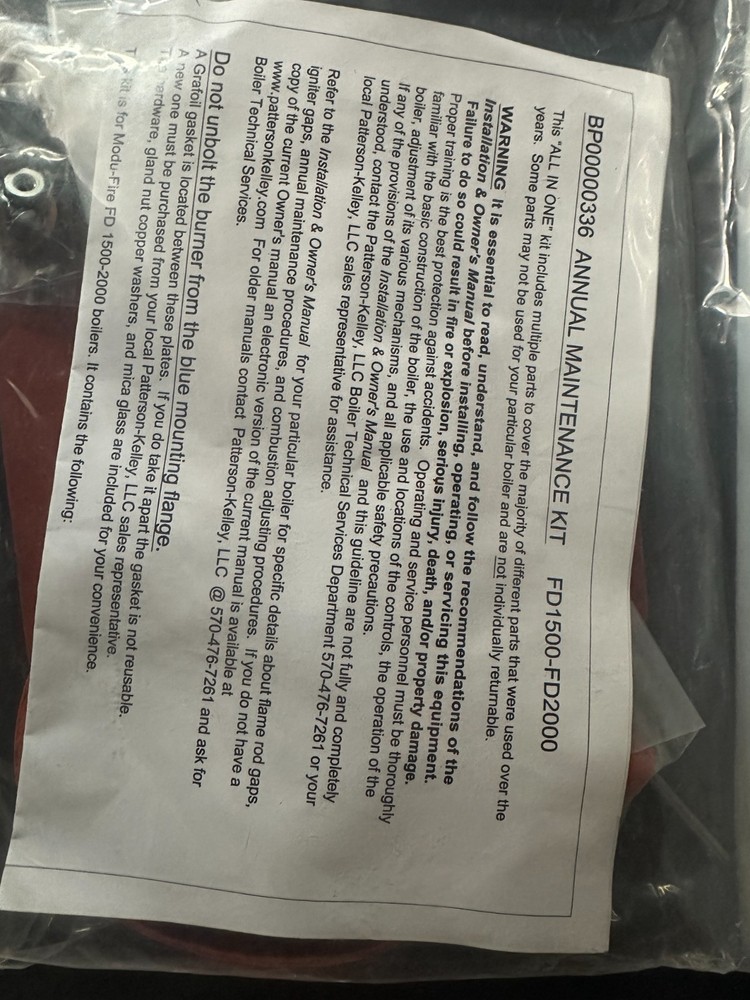 BP00000336 ANNUAL MAINTENANCE KIT FD1500-FD2000
This "ALL IN ONE" kit includes multiple parts to cover the majority of different parts that were used over the
years. Some parts may not be used for your particular boiler and are not individually returnable.
WARNING It is essential to read, understand, and follow the recommendations of the
Installation & Owner's Manual before installing, operating, or servicing this equipment.
Failure to do so could result in fire or explosion, serious injury, death, and/or property damage.
Proper training is the best protection against accidents. Operating and service personnel must be thoroughly
familiar with the basic construction of the boiler, the use and locations of the controls, the operation of the
boiler, adjustment of its various mechanisms, and all applicable safety precautions.
If any of the provisions of the Installation & Owner's Manual and this guideline are not fully and completely
understood, contact the Patterson-Kelley, LLC Boiler Technical Services Department 570-476-7261 or your
local Patterson-Kelley, LLC sales representative for assistance.
Refer to the Installation & Owner's Manual for your particular boiler for specific details about flame rod gaps,
igniter gaps, annual maintenance procedures, and combustion adjusting procedures. If you do not have a
copy of the current Owner's manual an electronic version of the current manual is available at
www.pattersonkelley.com For older manuals contact Patterson-Kelley, LLC @ 570-476-7261 and ask for
Boiler Technical Services.
Do not unbolt the burner from the blue mounting flange.
A Grafoil gasket is located between these plates. If you do take it apart the gasket is not reusable.
A new one must be purchased from your local Patterson-Kelley, LLC sales representative.
The hardware, gland nut copper washers, and mica glass are included for your convenience.
This kit is for Modu-Fire FD 1500-2000 boilers. It contains the following: